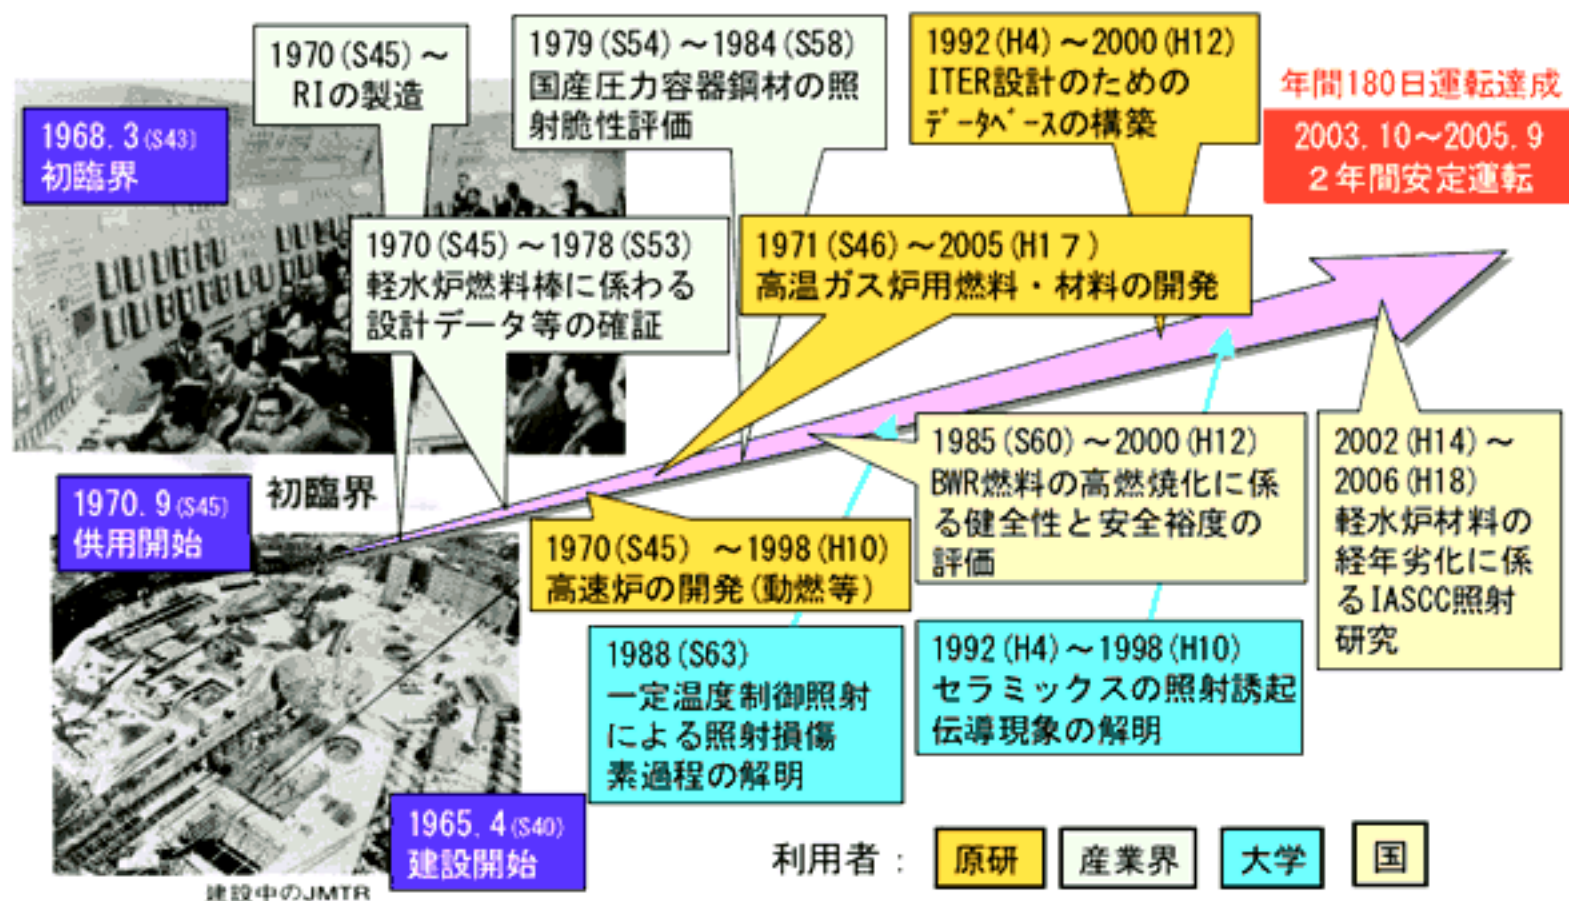 1970(S45)～
RIの製造
1979(S54)～1984(S58)
国産圧力容器鋼材の照
射脆性評価
1992(H4)～2000(H12)
ITER設計のための
ﾃﾞｰﾀﾍﾞｰｽの構築
年間180日運転達成
2003.10～2005.9
２年間安定運転
1968.3(S43)
初臨界
1970(S45)～1978(S53)
軽水炉燃料棒に係わる
設計データ等の確証
1971(S46)～2005(H1７)
高温ガス炉用燃料・材料の開発
初臨界
1970.9(S45)
供用開始
1970(S45) ～1998(H10)
高速炉の開発(動燃等)
1985(S60)～2000(H12)
BWR燃料の高燃焼化に係
る健全性と安全裕度の
評価
2002(H14)～
2006(H18)
軽水炉材料の
経年劣化に係
るIASCC照射
研究
1988(S63)
一定温度制御照射
による照射損傷
素過程の解明
1992(H4)～1998(H10)
セラミックスの照射誘起
伝導現象の解明
1965.4(S40)
建設開始
建設中のJMTR
利用者：
原研
産業界
大学
国